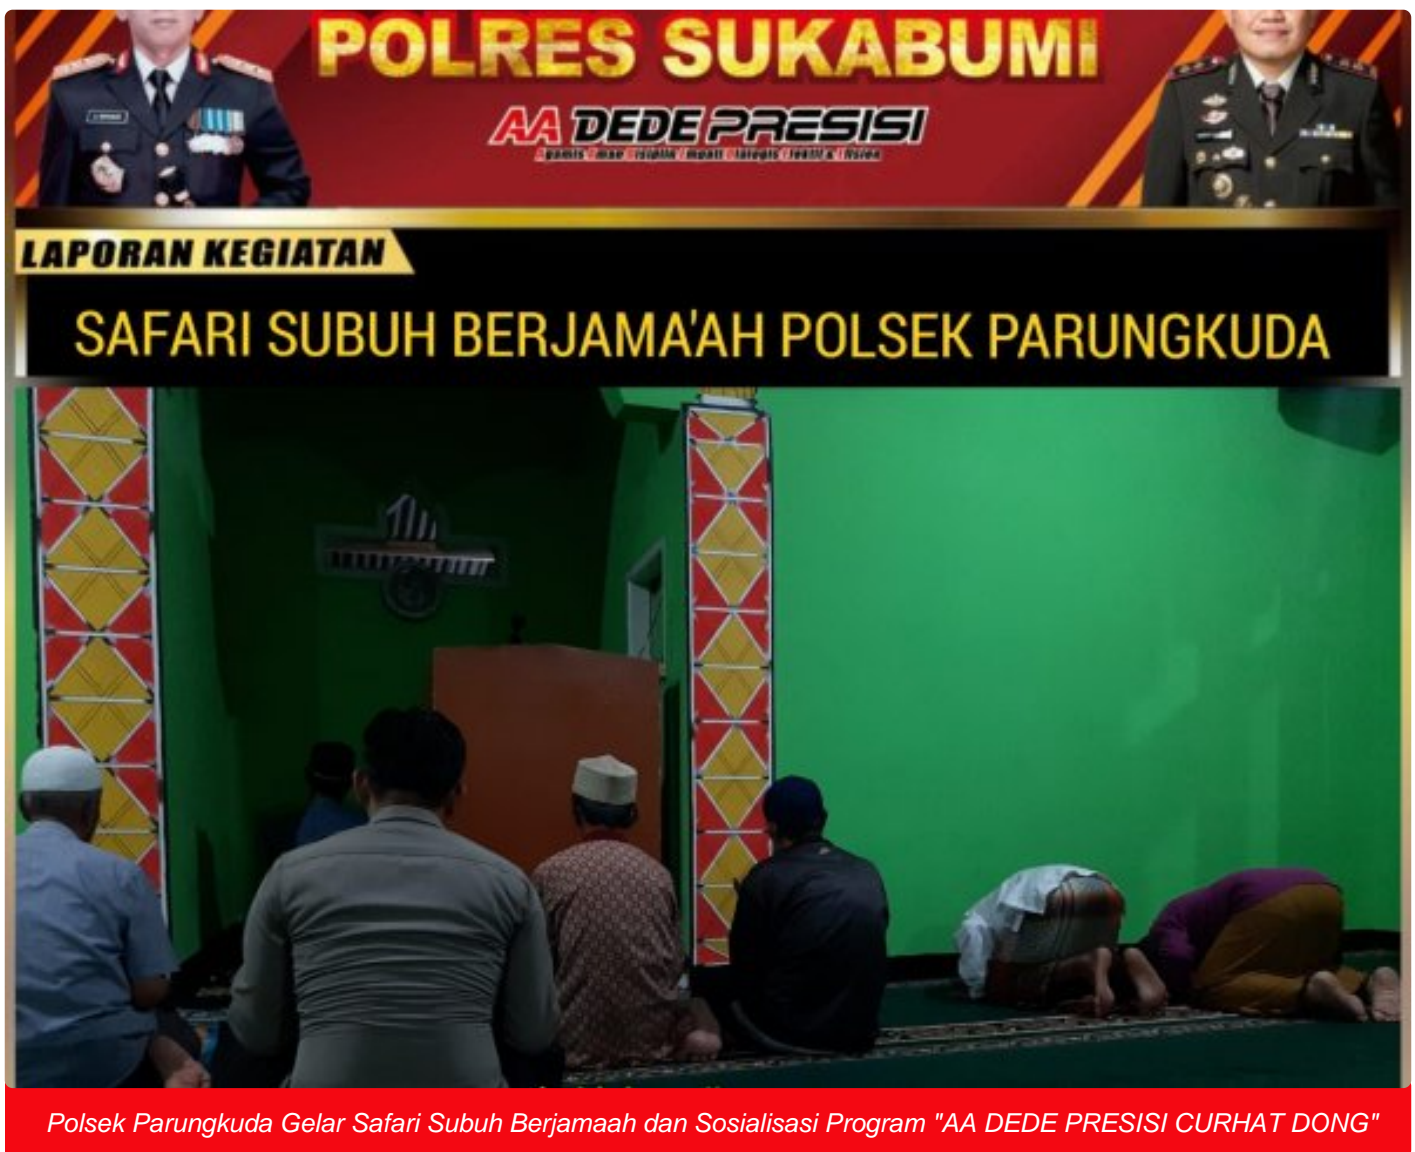 POLRES SUKABUMI
AA DEDE PRESISI
LAPORAN KEGIATAN
SAFARI SUBUH BERJAMA'AH POLSEK PARUNGKUDA
Polsek Parungkuda Gelar Safari Subuh Berjamaah dan Sosialisasi Program "AA DEDE PRESISI CURHAT DONG"